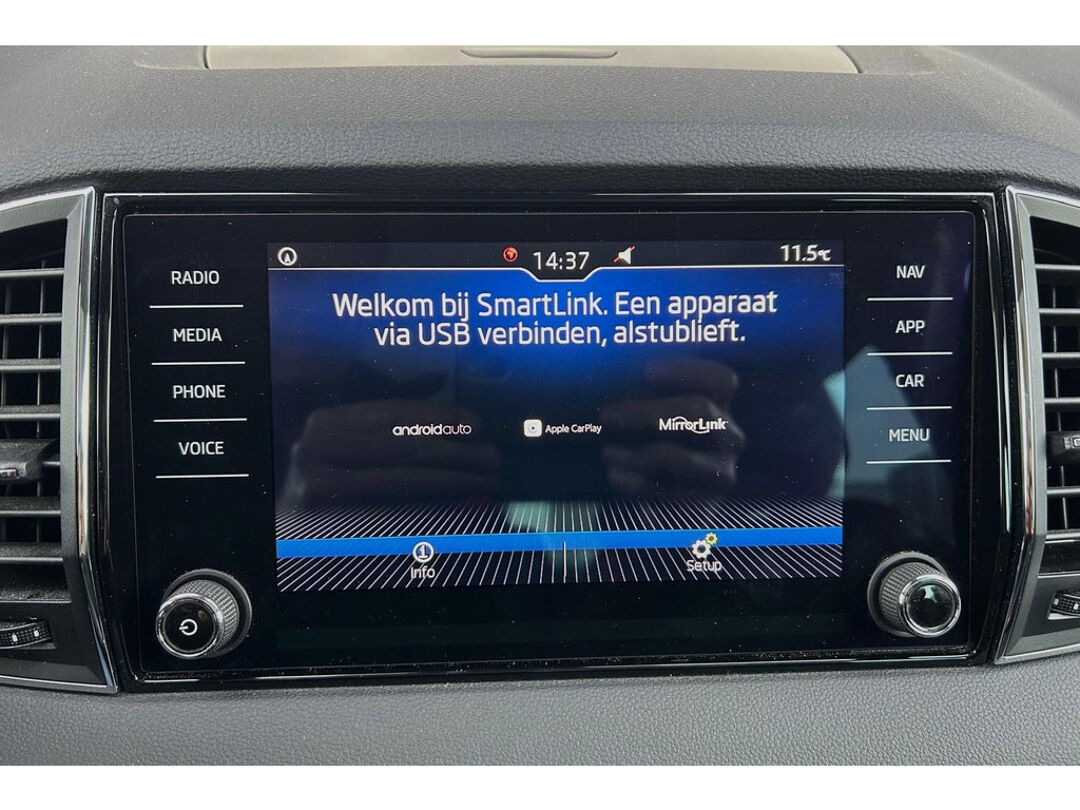 14:37
11.5°C
Welkom bij SmartLink. Een apparaat
via USB verbinden, alstublieft.
androidauto
Apple CarPlay
MirrorLink
Info
Setup
RADIO
MEDIA
PHONE
VOICE
NAV
APP
CAR
MENU